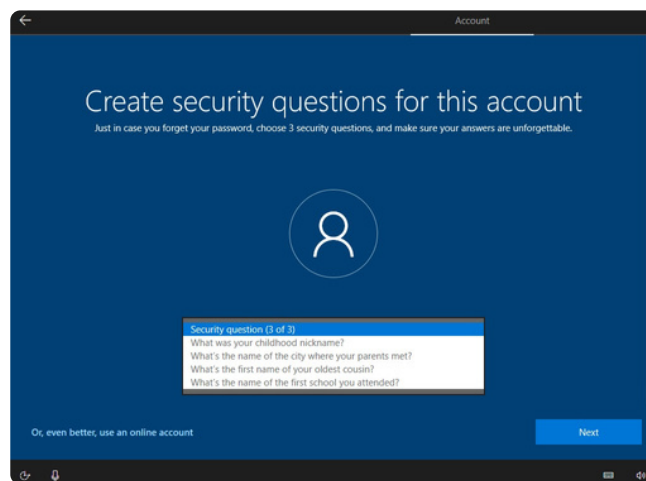 Account
Create security questions for this account
Just in case you forget your password, choose 3 security questions, and make sure your answers are unforgettable.
Security question (3 of 3)
What was your childhood nickname?
What's the name of the city where your parents met?
What's the first name of your oldest cousin?
What's the name of the first school you attended?
Or, even better, use an online account
Next